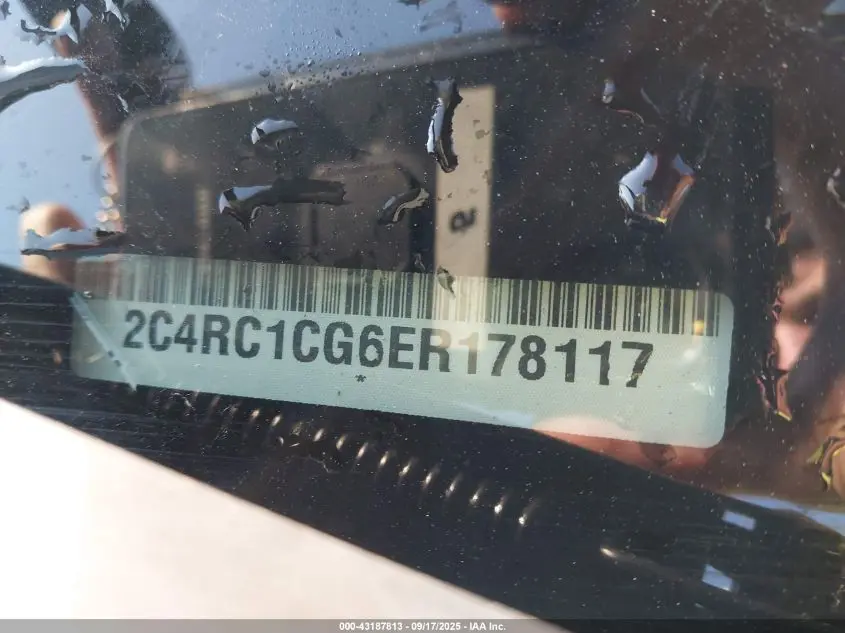 2C4RC1CG6ER178117
*
000-43187813 - 09/17/2025 - IAA Inc.